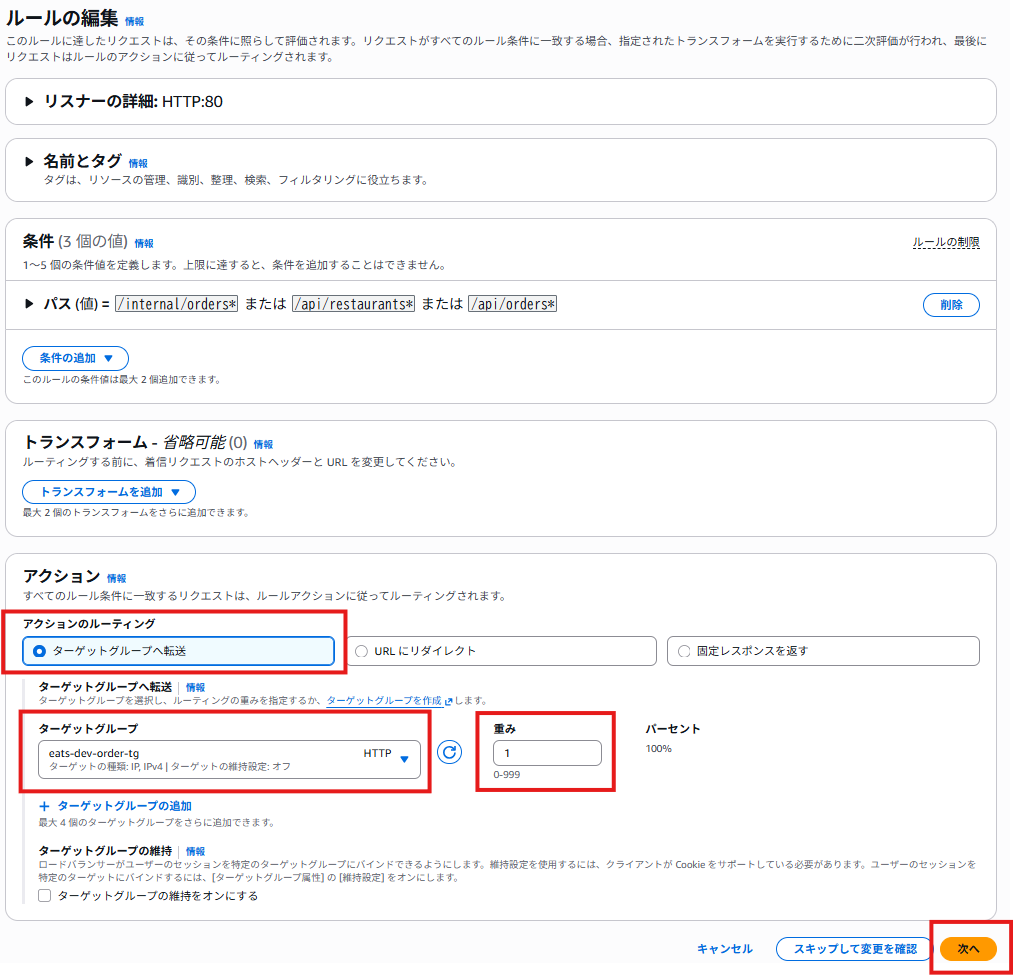 ルールの編集 情報
このルールに達したリクエストは、その条件に照らして評価されます。リクエストがすべてのルール条件に一致する場合、指定されたトランスフォームを実行するために二次評価が行われ、最後に
リクエストはルールのアクションに従ってルーティングされます。
リスナーの詳細: HTTP:80
名前とタグ 情報
タグは、リソースの管理、識別、整理、検索、フィルタリングに役立ちます。
条件 (3 個の値) 情報
ルールの制限
1～5 個の条件値を定義します。上限に達すると、条件を追加することはできません。
パス (値) = /internal/orders* または /api/restaurants* または /api/orders*
削除
条件の追加
このルールの条件値は最大 2 個追加できます。
トランスフォーム - 省略可能 (0) 情報
ルーティングする前に、着信リクエストのホストヘッダーと URL を変更してください。
トランスフォームを追加
最大 2 個のトランスフォームをさらに追加できます。
アクション 情報
すべてのルール条件に一致するリクエストは、ルールアクションに従ってルーティングされます。
アクションのルーティング
ターゲットグループへ転送
URL にリダイレクト
固定レスポンスを返す
ターゲットグループへ転送 情報
ターゲットグループを選択し、ルーティングの重みを指定するか、ターゲットグループを作成 します。
ターゲットグループ
重み
パーセント
eats-dev-order-tg HTTP
ターゲットの種類: IP, IPv4 | ターゲットの維持設定: オフ
1
100%
0-999
ターゲットグループの追加
最大 4 個のターゲットグループをさらに追加できます。
ターゲットグループの維持 情報
ロードバランサーがユーザーのセッションを特定のターゲットグループにバインドできるようにします。維持設定を使用するには、クライアントが Cookie をサポートしている必要があります。ユーザーのセッションを
特定のターゲットにバインドするには、[ターゲットグループ属性] の [維持設定] をオンにします。
ターゲットグループの維持をオンにする
キャンセル
スキップして変更を確認
次へ